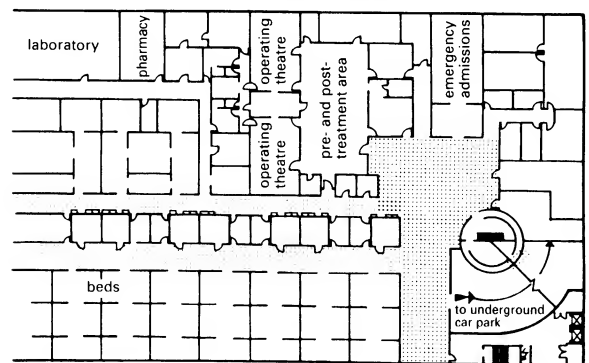 laboratory
pharmacy
operating
theatre
operating
theatre
pre- and post-
treatment area
emergency
admissions
beds
to underground
car park